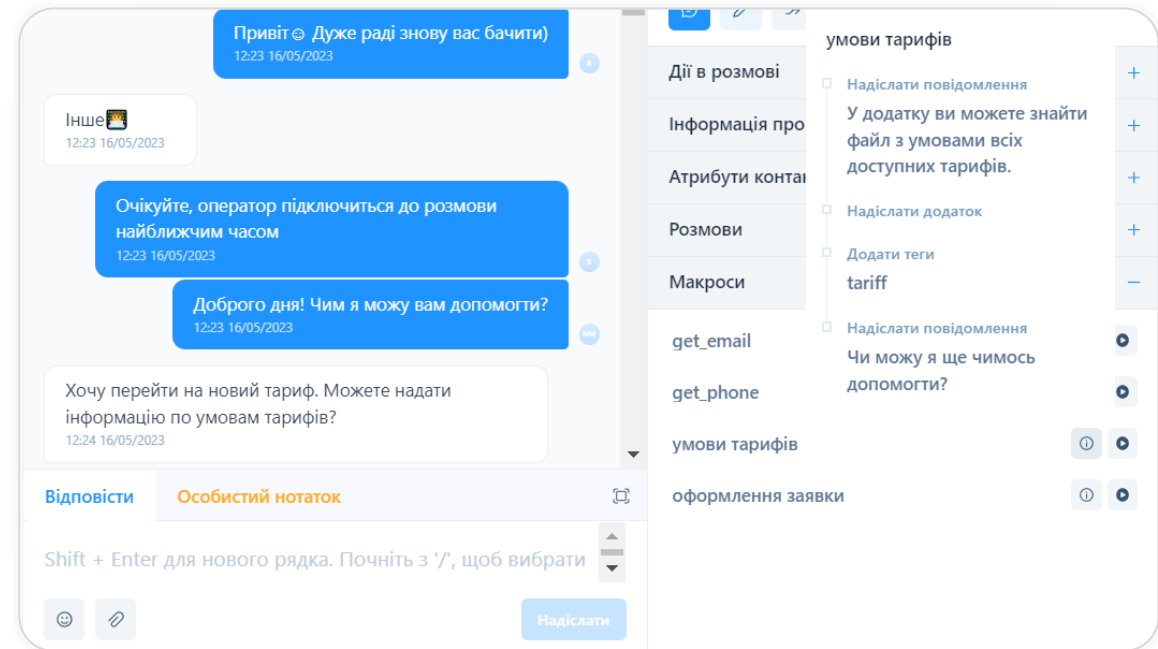 Привіт☺ Дуже раді знову вас бачити)
12:23 16/05/2023
Інше
12:23 16/05/2023
Очікуйте, оператор підключиться до розмови
найближчим часом
12:23 16/05/2023
Доброго дня! Чим я можу вам допомогти?
12:23 16/05/2023
НМ
Хочу перейти на новий тариф. Можете надати
інформацію по умовам тарифів?
12:24 16/05/2023
Відповісти
Особистий нотаток
Shift + Enter для нового рядка. Почніть з '/', щоб вибрати
Надіслати
Дії в розмові
Інформація про
Атрибути конта
Розмови
Макроси
get_email
get_phone
умови тарифів
оформлення заявки
умови тарифів
Надіслати повідомлення
У додатку ви можете знайти
файл з умовами всіх
доступних тарифів.
Надіслати додаток
Додати теги
tariff
Надіслати повідомлення
Чи можу я ще чимось
допомогти?